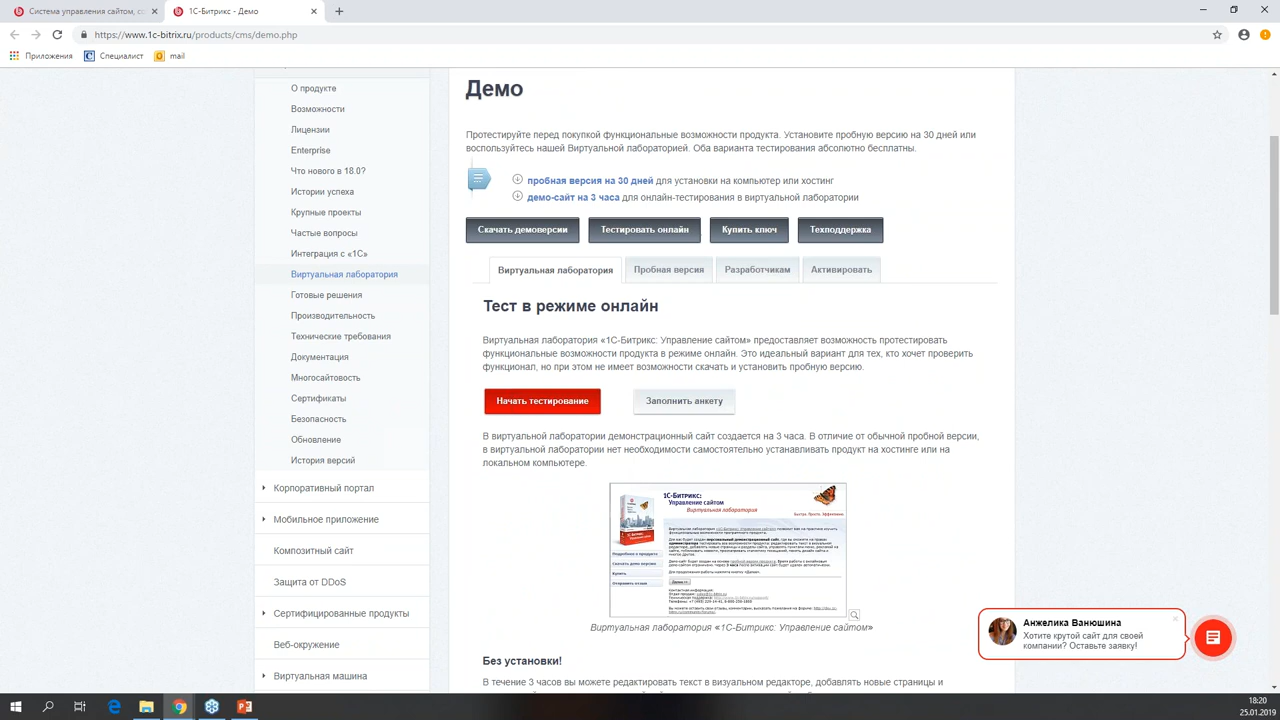 Система управления сайтом, со
1С-Битрикс - Демо
https://www.1c-bitrix.ru/products/cms/demo.php
Приложения
Специалист
mail
О продукте
Возможности
Лицензии
Enterprise
Что нового в 18.0?
Истории успеха
Крупные проекты
Частые вопросы
Интеграция с «1С»
Виртуальная лаборатория
Готовые решения
Производительность
Технические требования
Документация
Многосайтовость
Сертификаты
Безопасность
Обновление
История версий
Корпоративный портал
Мобильное приложение
Композитный сайт
Защита от DDoS
Сертифицированные продукты
Веб-окружение
Виртуальная машина
Демо
Протестируйте перед покупкой функциональные возможности продукта. Установите пробную версию на 30 дней или
воспользуйтесь нашей Виртуальной лабораторией. Оба варианта тестирования абсолютно бесплатны.
пробная версия на 30 дней для установки на компьютер или хостинг
демо-сайт на 3 часа для онлайн-тестирования в виртуальной лаборатории
Скачать демоверсии
Тестировать онлайн
Купить ключ
Техподдержка
Виртуальная лаборатория
Пробная версия
Разработчикам
Активировать
Тест в режиме онлайн
Виртуальная лаборатория «1С-Битрикс: Управление сайтом» предоставляет возможность протестировать
функциональные возможности продукта в режиме онлайн. Это идеальный вариант для тех, кто хочет проверить
функционал, но при этом не имеет возможности скачать и установить пробную версию.
Начать тестирование
Заполнить анкету
В виртуальной лаборатории демонстрационный сайт создается на 3 часа. В отличие от обычной пробной версии,
в виртуальной лаборатории нет необходимости самостоятельно устанавливать продукт на хостинге или на
локальном компьютере.
1С-Битрикс:
Управление сайтом
Виртуальная лаборатория
Виртуальная лаборатория «1С-Битрикс: Управление сайтом»
Без установки!
В течение 3 часов вы можете редактировать текст в визуальном редакторе, добавлять новые страницы и
Анжелика Ванюшина
Хотите крутой сайт для своей
компании? Оставьте заявку!
18:20
25.01.2019